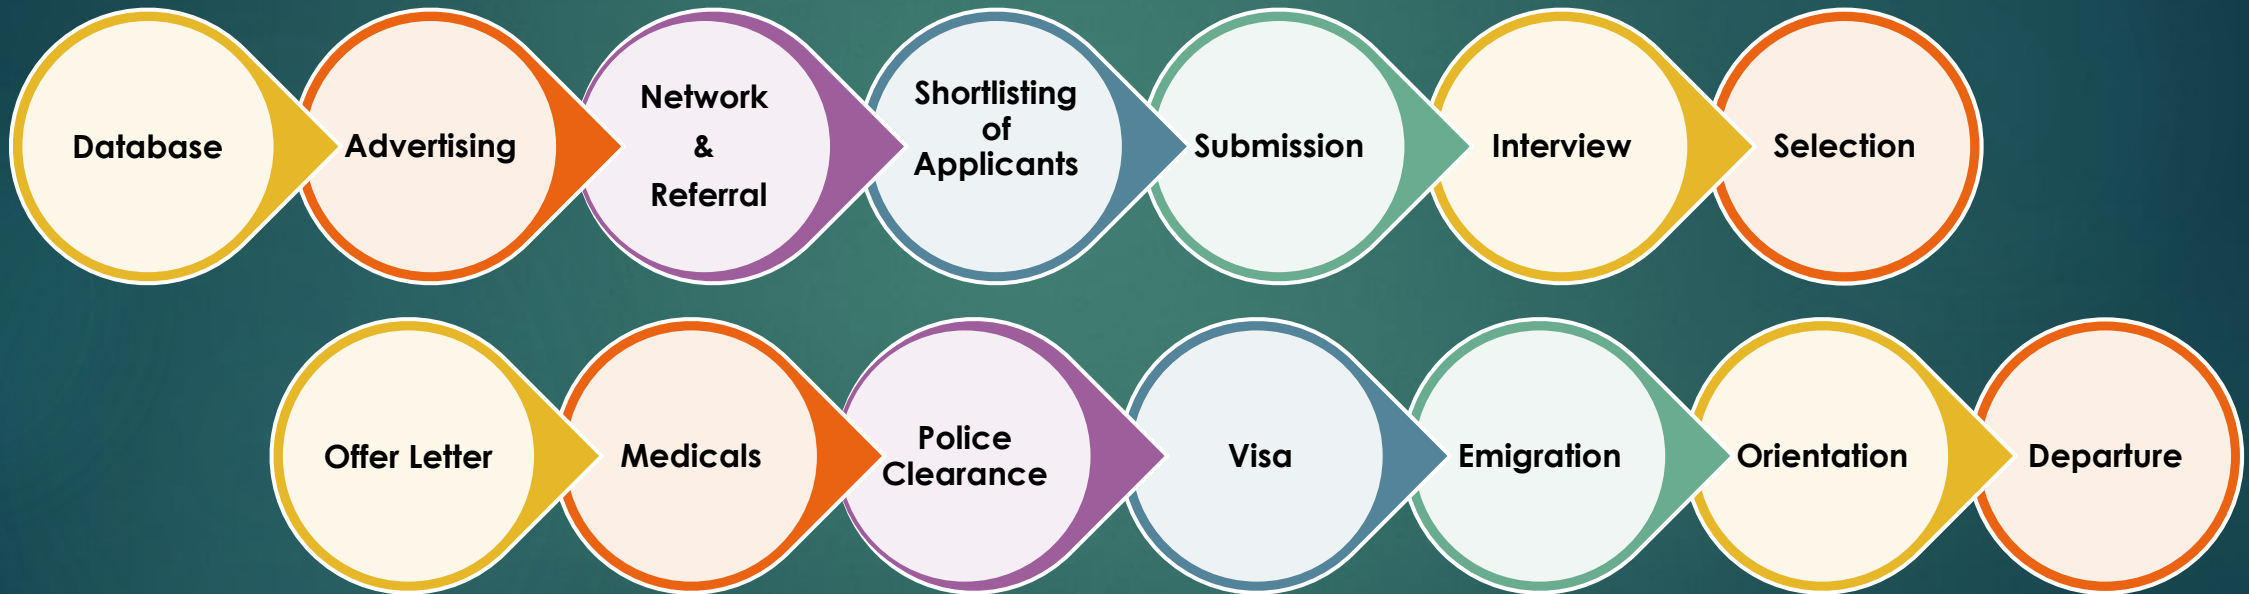 Database
Advertising
Network
&
Referral
Shortlisting
of
Applicants
Submission
Interview
Selection
Offer Letter
Medicals
Police
Clearance
Visa
Emigration
Orientation
Departure